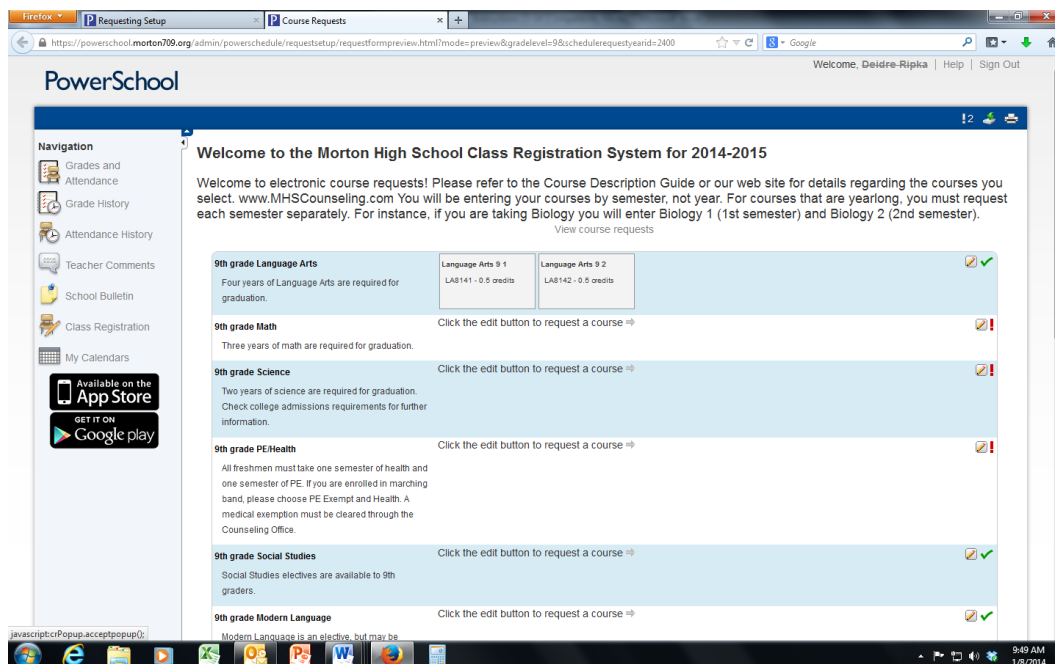 Firefox
Requesting Setup
Course Requests
https://powerschool.morton709.org/admin/powerschedule/requestsetup/requestformpreview.html?mode=preview&gradelevel=9&schedulerequestyearid=2400
Google
Welcome, Deidre Ripka | Help | Sign Out
PowerSchool
!2
Navigation
Grades and
Attendance
Grade History
Attendance History
Teacher Comments
School Bulletin
Class Registration
My Calendars
Available on the
App Store
GET IT ON
Google play
Welcome to the Morton High School Class Registration System for 2014-2015
Welcome to electronic course requests! Please refer to the Course Description Guide or our web site for details regarding the courses you
select. www.MHSCounseling.com You will be entering your courses by semester, not year. For courses that are yearlong, you must request
each semester separately. For instance, if you are taking Biology you will enter Biology 1 (1st semester) and Biology 2 (2nd semester).
View course requests
9th grade Language Arts
Four years of Language Arts are required for
graduation.
Language Arts 9 1
LA8141 - 0.5 credits
Language Arts 9 2
LA8142 - 0.5 credits
9th grade Math
Three years of math are required for graduation.
Click the edit button to request a course
9th grade Science
Two years of science are required for graduation.
Check college admissions requirements for further
information.
Click the edit button to request a course
9th grade PE/Health
All freshmen must take one semester of health and
one semester of PE. If you are enrolled in marching
band, please choose PE Exempt and Health. A
medical exemption must be cleared through the
Counseling Office.
Click the edit button to request a course
9th grade Social Studies
Social Studies electives are available to 9th
graders.
Click the edit button to request a course
9th grade Modern Language
Modern Language is an elective, but may be
Click the edit button to request a course
javascript:crPopup.acceptpopup();
9:49 AM
1/8/2014